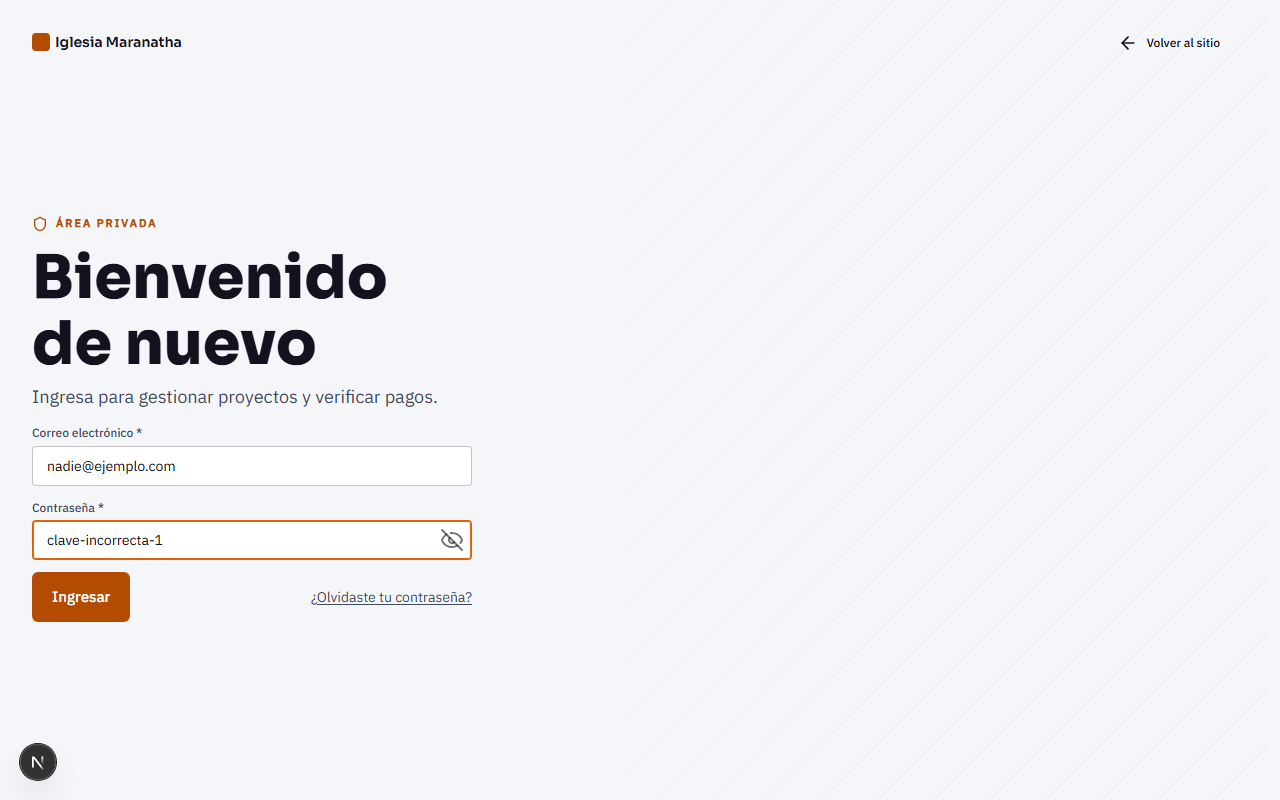 Iglesia Maranatha
Volver al sitio
ÁREA PRIVADA
Bienvenido
de nuevo
Ingresa para gestionar proyectos y verificar pagos.
Correo electrónico *
nadie@ejemplo.com
Contraseña *
clave-incorrecta-1
Ingresar
¿Olvidaste tu contraseña?
N